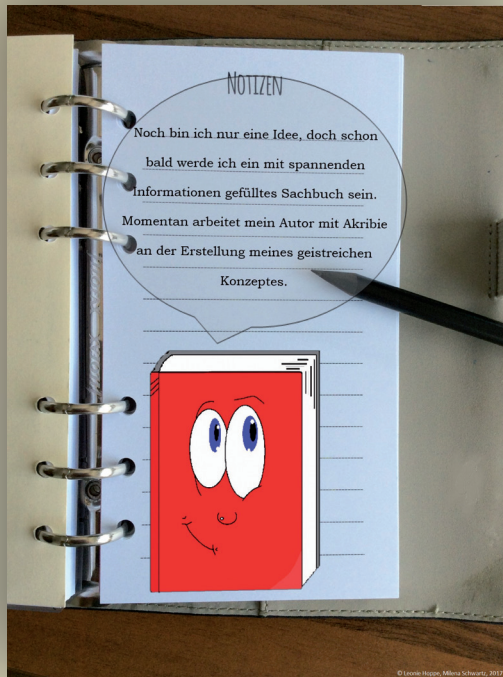 NOTIZEN
Noch bin ich nur eine Idee, doch schon
bald werde ich ein mit spannenden
Informationen gefülltes Sachbuch sein.
Momentan arbeitet mein Autor mit Akribie
an der Erstellung meines geistreichen
Konzeptes.
© Leonie Hoppe, Milena Schwartz, 2017